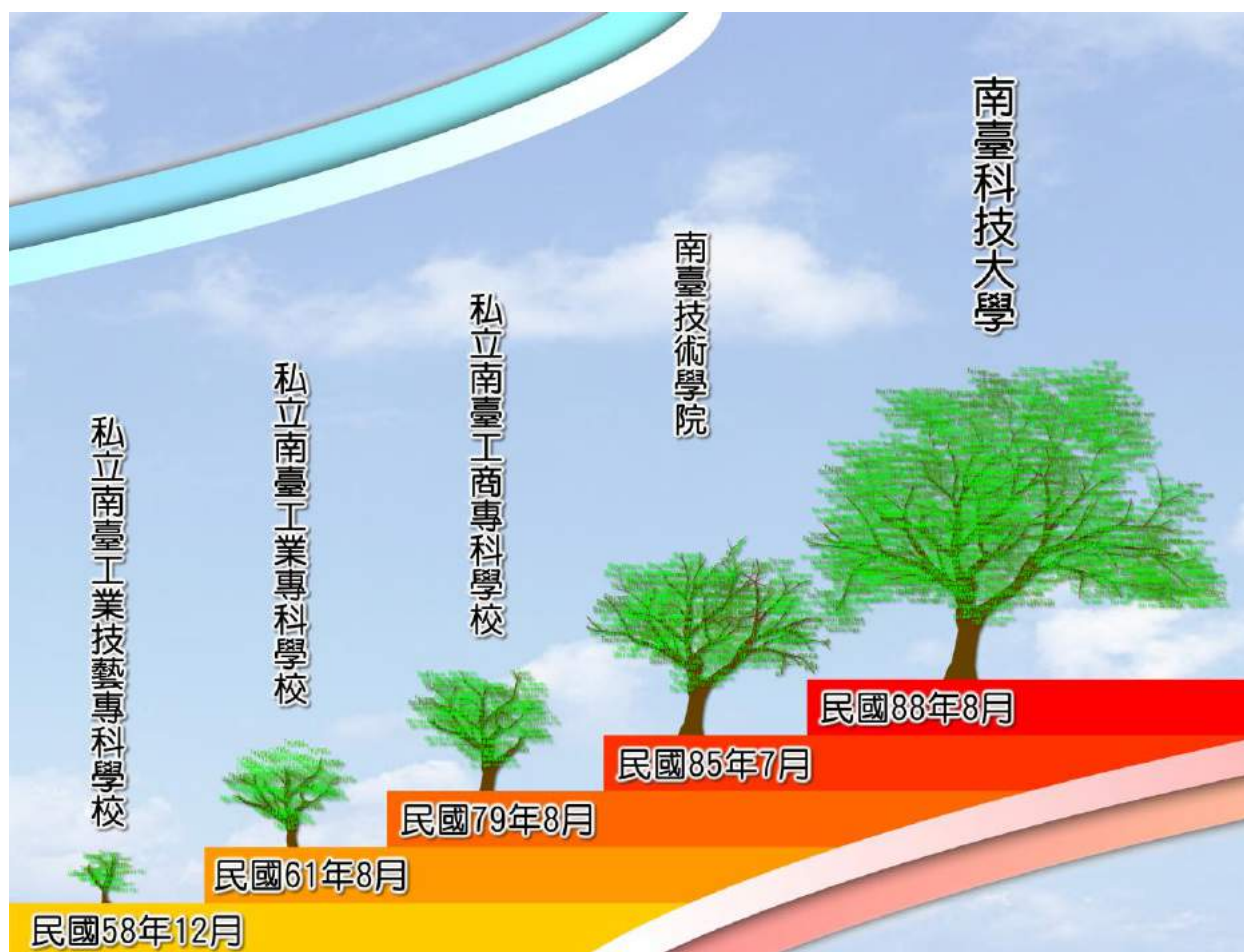 私立南臺工業技藝專科學校
民國58年12月
私立南臺工業專科學校
民國61年8月
私立南臺工商專科學校
民國79年8月
南臺技術學院
民國85年7月
南臺科技大學
民國88年8月